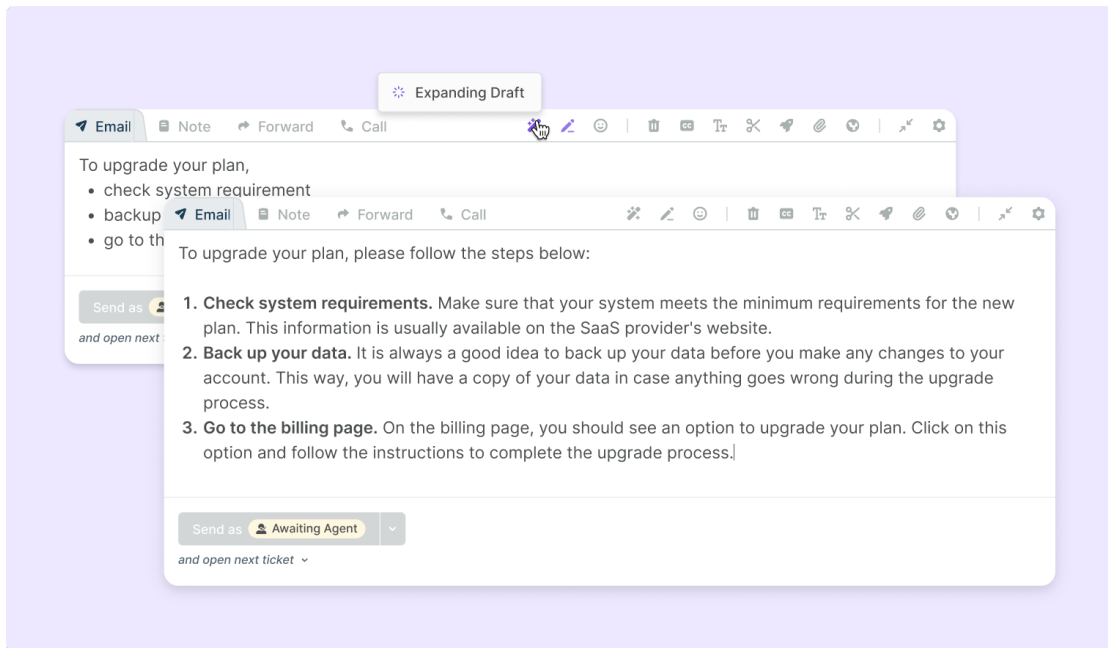 Expanding Draft
Email Note Forward Call
To upgrade your plan,
• check system requirement
• backup
• go to th
Send as
and open next
Email Note Forward Call
To upgrade your plan, please follow the steps below:
1. Check system requirements. Make sure that your system meets the minimum requirements for the new
plan. This information is usually available on the SaaS provider's website.
2. Back up your data. It is always a good idea to back up your data before you make any changes to your
account. This way, you will have a copy of your data in case anything goes wrong during the upgrade
process.
3. Go to the billing page. On the billing page, you should see an option to upgrade your plan. Click on this
option and follow the instructions to complete the upgrade process.
Send as Awaiting Agent
and open next ticket